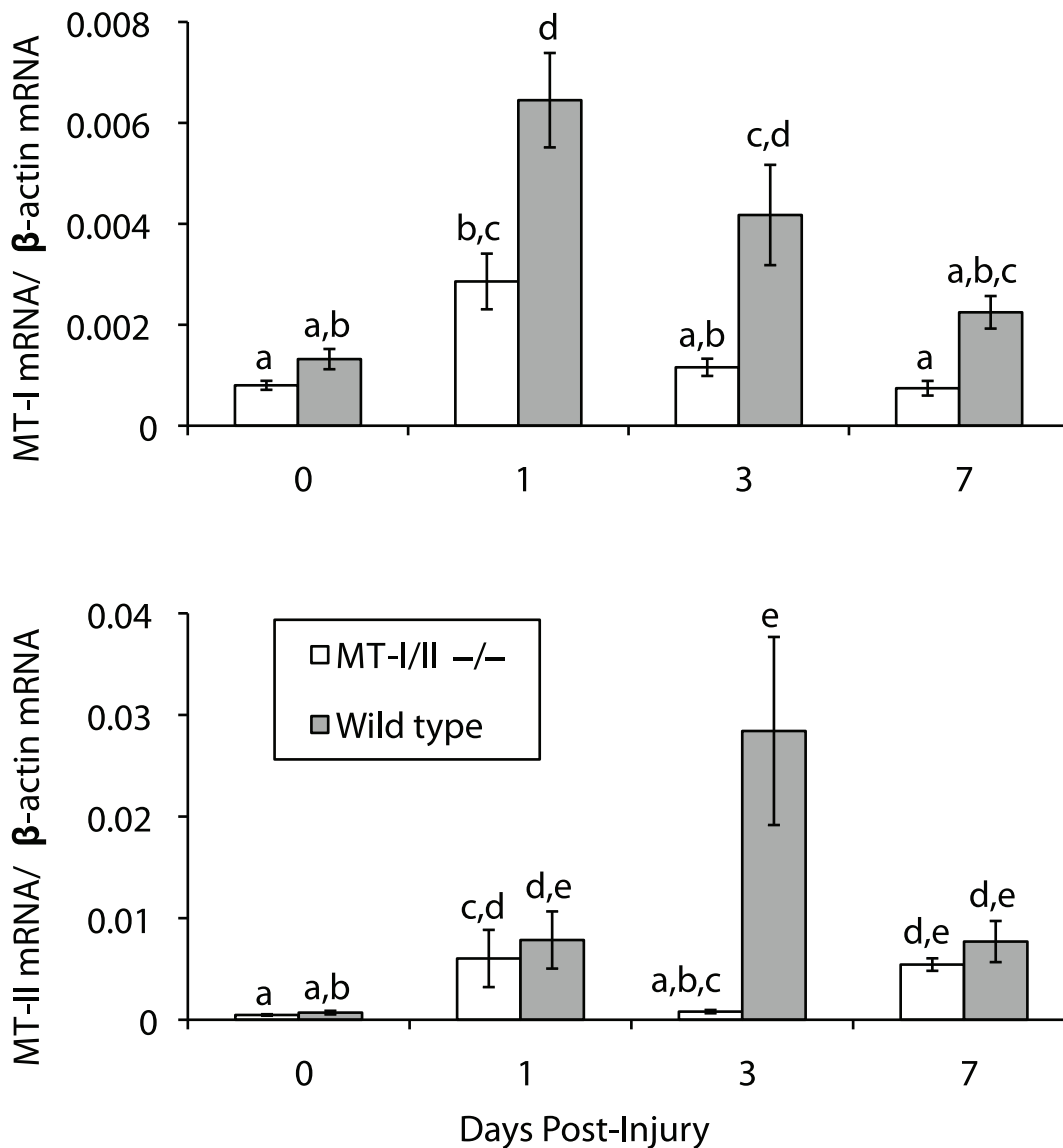 MT-I mRNA/ β-actin mRNA
0.008
0.006
0.004
0.002
0
a
a,b
b,c
d
a,b
c,d
a
a,b,c
0
1
3
7
MT-II mRNA/ β-actin mRNA
0.04
0.03
0.02
0.01
0
MT-I/II −/−
Wild type
a
a,b
c,d
d,e
a,b,c
e
d,e
d,e
0
1
3
7
Days Post-Injury